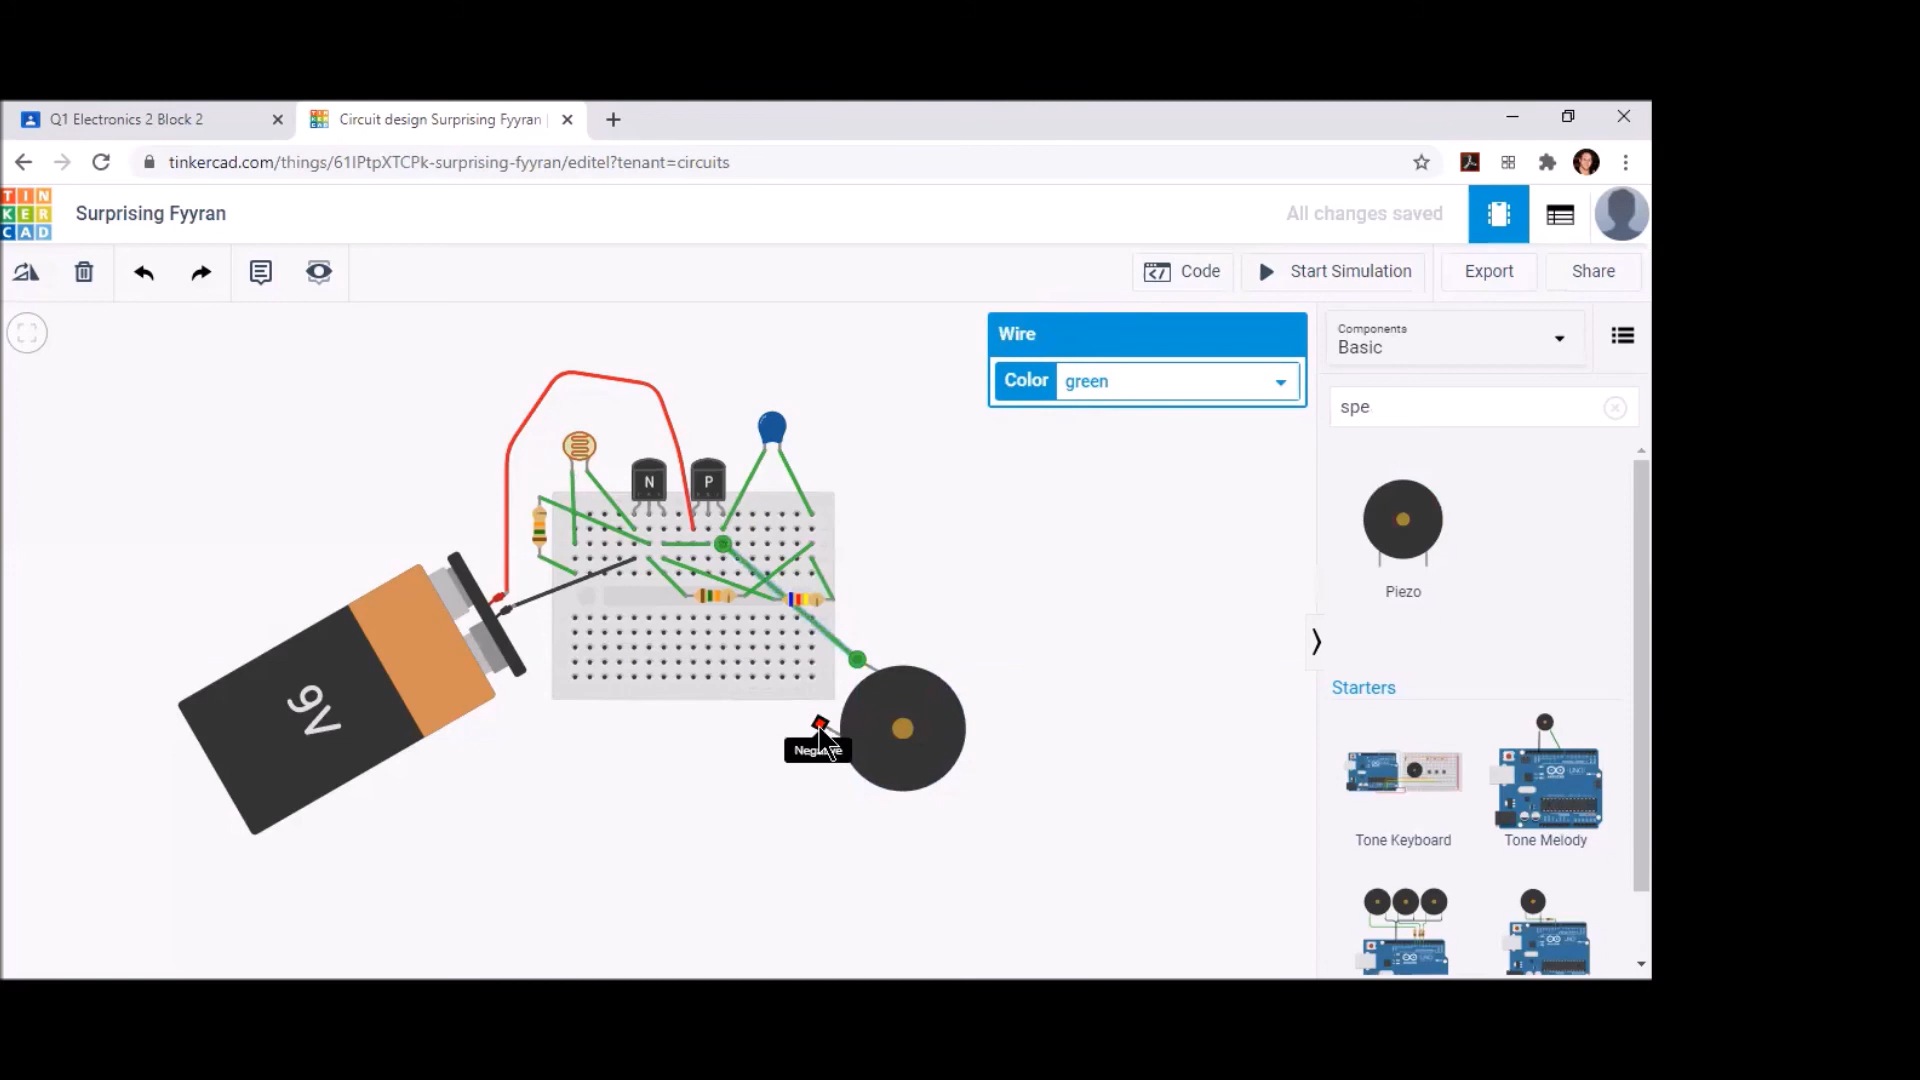 Q1 Electronics 2 Block 2
Circuit design Surprising Fyyran
tinkercad.com/things/61IPtpXTCPk-surprising-fyyran/editel?tenant=circuits
TIN
KER
CAD
Surprising Fyyran
All changes saved
Code
Start Simulation
Export
Share
Wire
Color green
Components
Basic
spe
N
P
9V
Piezo
Starters
Tone Keyboard
Tone Melody